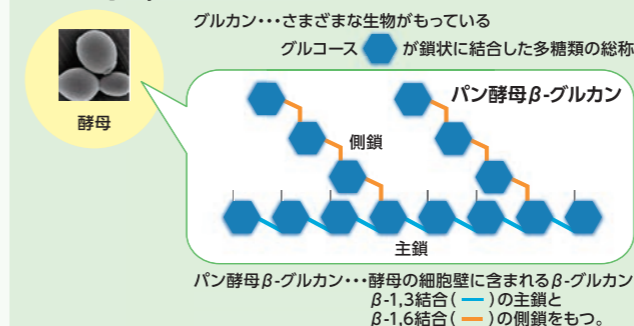 グルカン･･･さまざまな生物がもっている
グルコース が鎖状に結合した多糖類の総称
酵母
パン酵母β-グルカン
側鎖
主鎖
パン酵母β-グルカン･･･酵母の細胞壁に含まれるβ-グルカン
β-1,3結合( ― )の主鎖と
β-1,6結合( ― )の側鎖をもつ。